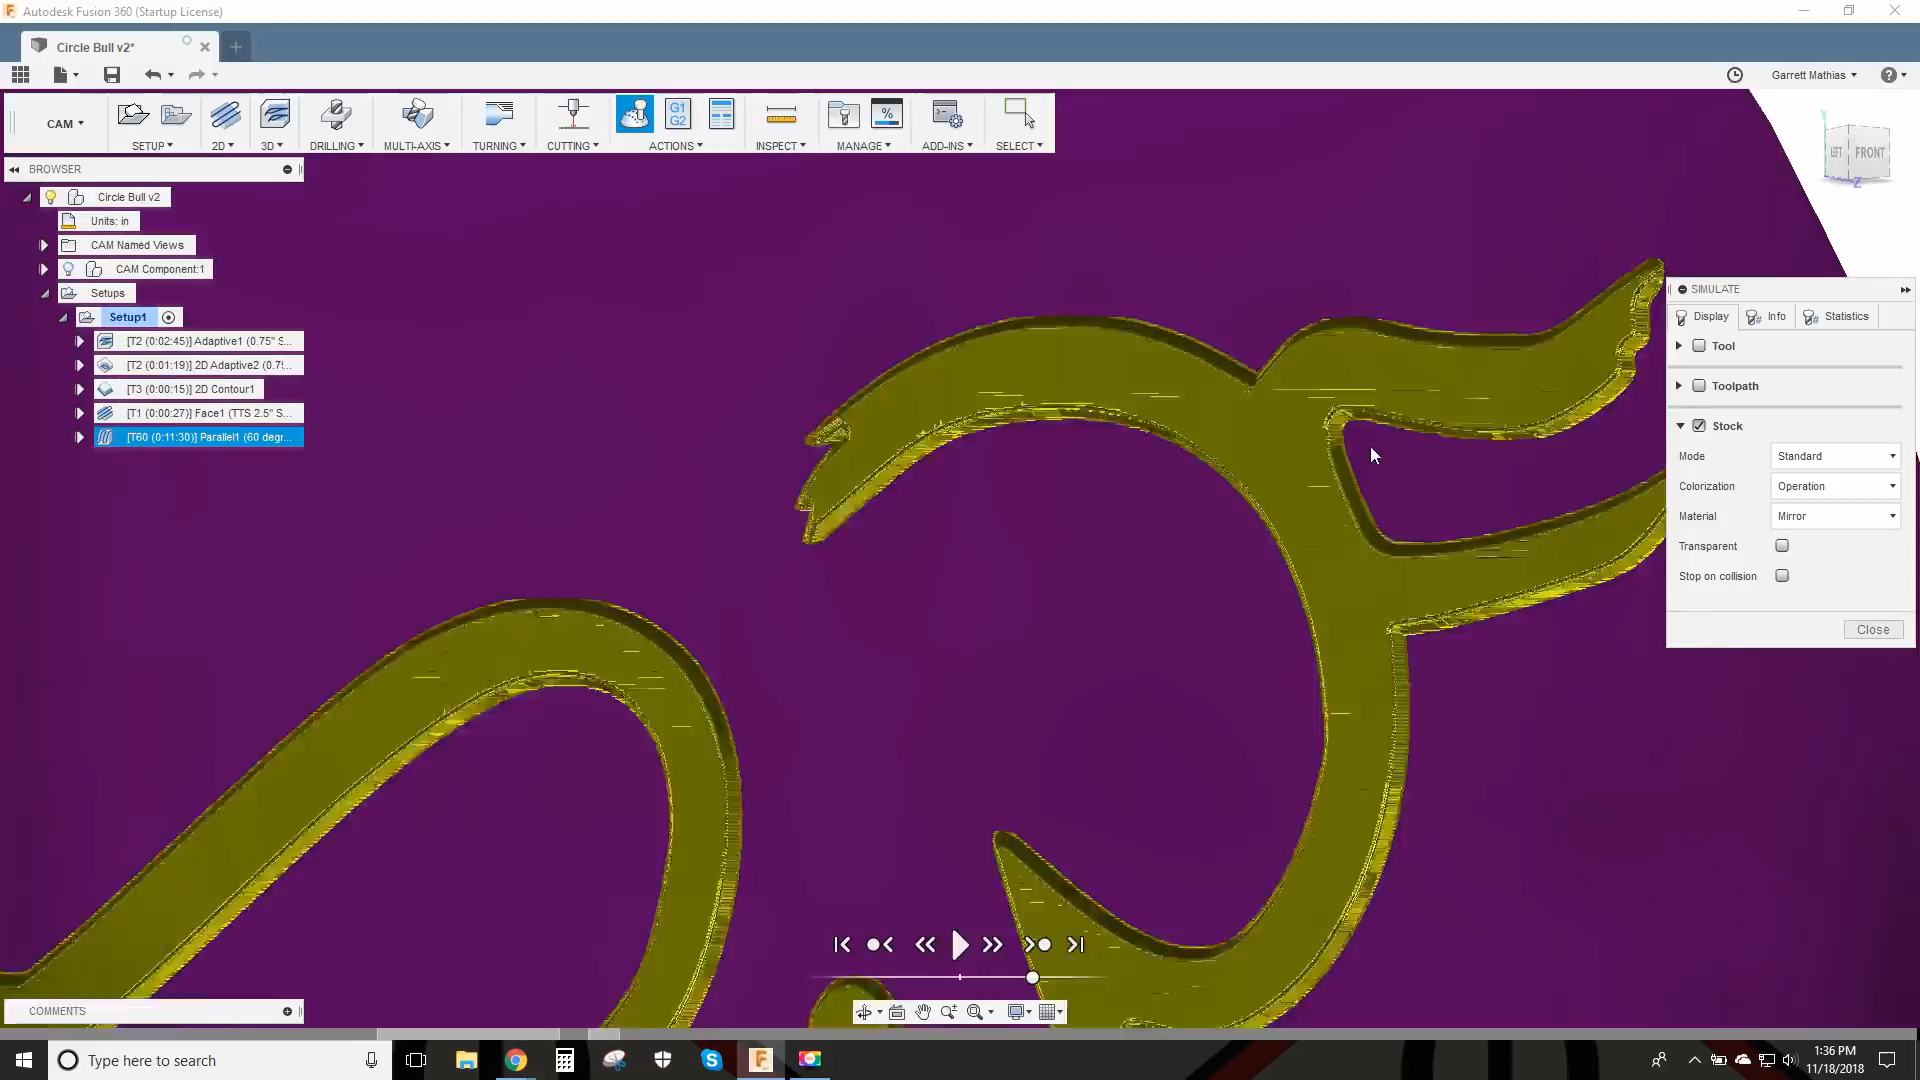 Autodesk Fusion 360 (Startup License)
Circle Bull v2*
Garrett Mathias
CAM
G1
G2
%
SETUP
2D
3D
DRILLING
MULTI-AXIS
TURNING
CUTTING
ACTIONS
INSPECT
MANAGE
ADD-INS
SELECT
Y
LEFT
FRONT
Z
BROWSER
Circle Bull v2
Units: in
CAM Named Views
CAM Component:1
Setups
Setup1
[T2 (0:02:45)] Adaptive1 (0.75" S...
[T2 (0:01:19)] 2D Adaptive2 (0.7!...
[T3 (0:00:15)] 2D Contour1
[T1 (0:00:27)] Face1 (TTS 2.5" S...
[T60 (0:11:30)] Parallel1 (60 degr...
SIMULATE
Display
Info
Statistics
Tool
Toolpath
Stock
Mode
Standard
Colorization
Operation
Material
Mirror
Transparent
Stop on collision
Close
COMMENTS
Type here to search
1:36 PM
11/18/2018